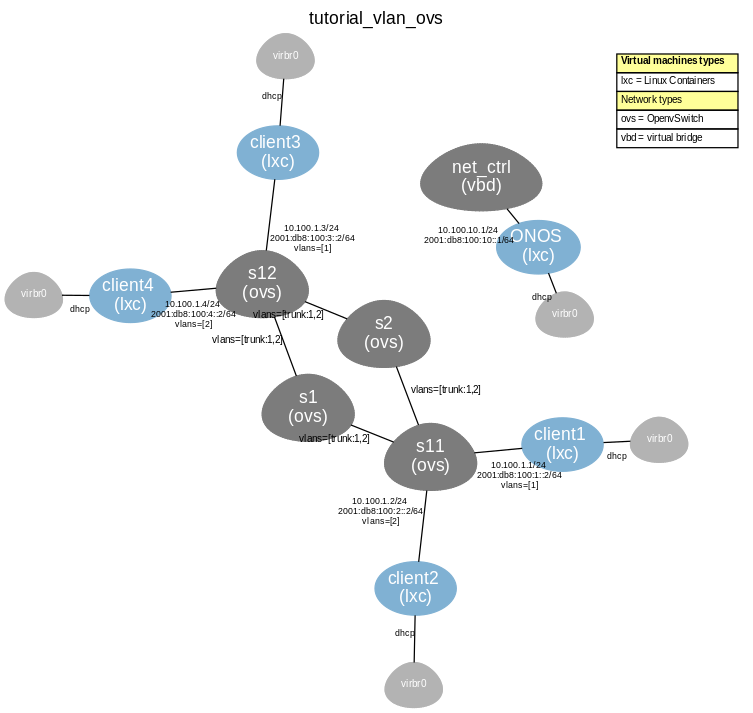 tutorial_vlan_ovs
virbr0
Virtual machines types
lxc = Linux Containers
Network types
ovs = OpenvSwitch
vbd = virtual bridge
dhcp
client3
(lxc)
net_ctrl
(vbd)
10.100.1.3/24
2001:db8:100:3::2/64
vlans=[1]
10.100.10.1/24
2001:db8:100:10::1/64
ONOS
(lxc)
s12
(ovs)
client4
(lxc)
virbr0
dhcp
10.100.1.4/24
2001:db8:100:4::2/64
vlans=[2]
dhcp
virbr0
vlans=[trunk:1,2]
s2
(ovs)
vlans=[trunk:1,2]
s1
(ovs)
vlans=[trunk:1,2]
vlans=[trunk:1,2]
s11
(ovs)
client1
(lxc)
virbr0
dhcp
10.100.1.1/24
2001:db8:100:1::2/64
vlans=[1]
10.100.1.2/24
2001:db8:100:2::2/64
vlans=[2]
client2
(lxc)
dhcp
virbr0